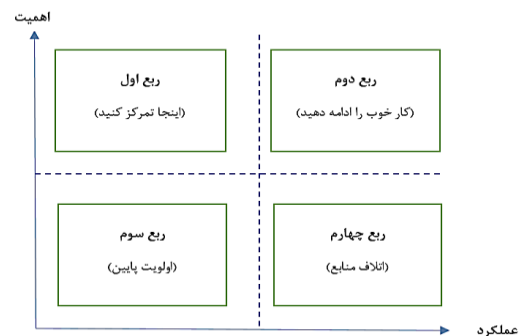 اهمیت
ربع دوم
(کار خوب را ادامه دهید)
ربع اول
(اینجا تمرکز کنید)
ربع چهارم
(اتلاف منابع)
ربع سوم
(اولویت پایین)
عملکرد